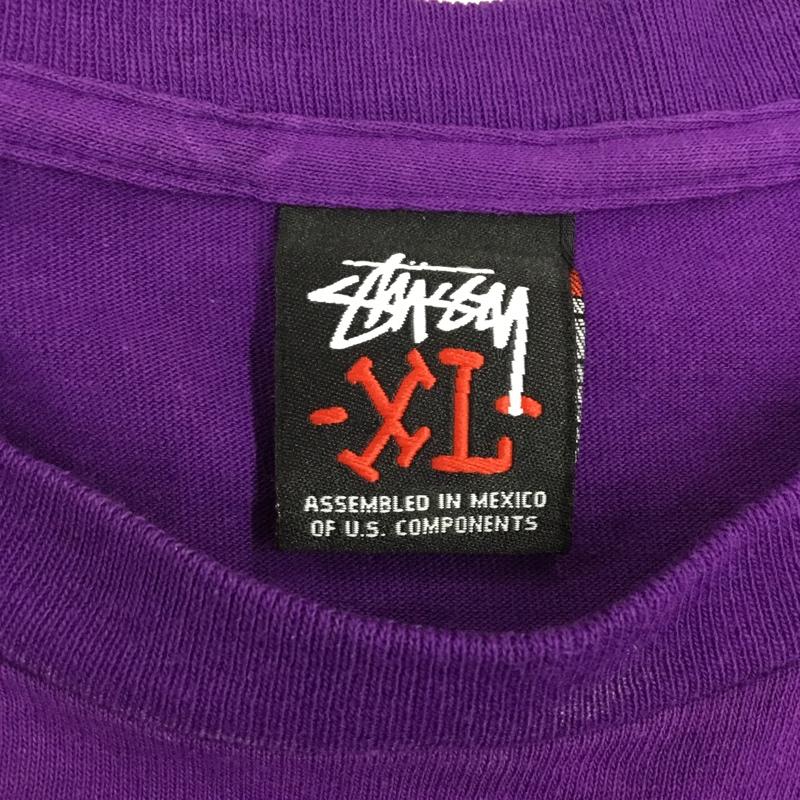 Stüssy
-XL-
ASSEMBLED IN MEXICO
OF U.S. COMPONENTS